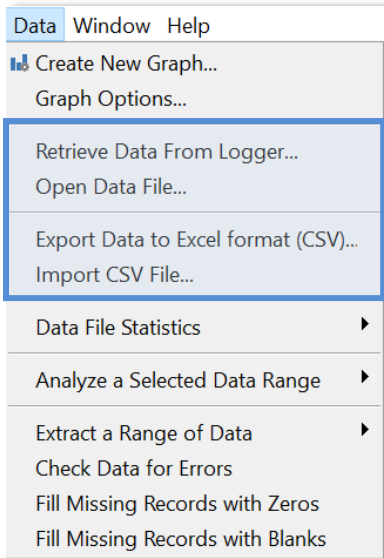 Data Window Help
Create New Graph...
Graph Options...
Retrieve Data From Logger...
Open Data File...
Export Data to Excel format (CSV)...
Import CSV File...
Data File Statistics
Analyze a Selected Data Range
Extract a Range of Data
Check Data for Errors
Fill Missing Records with Zeros
Fill Missing Records with Blanks